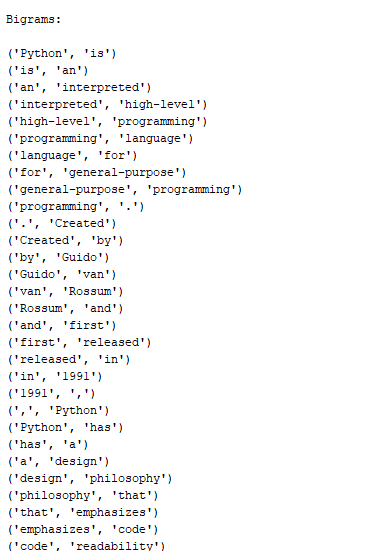 Bigrams:
('Python', 'is')
('is', 'an')
('an', 'interpreted')
('interpreted', 'high-level')
('high-level', 'programming')
('programming', 'language')
('language', 'for')
('for', 'general-purpose')
('general-purpose', 'programming')
('programming', '.')
('.', 'Created')
('Created', 'by')
('by', 'Guido')
('Guido', 'van')
('van', 'Rossum')
('Rossum', 'and')
('and', 'first')
('first', 'released')
('released', 'in')
('in', '1991')
('1991', ',')
(',', 'Python')
('Python', 'has')
('has', 'a')
('a', 'design')
('design', 'philosophy')
('philosophy', 'that')
('that', 'emphasizes')
('emphasizes', 'code')
('code', 'readability')